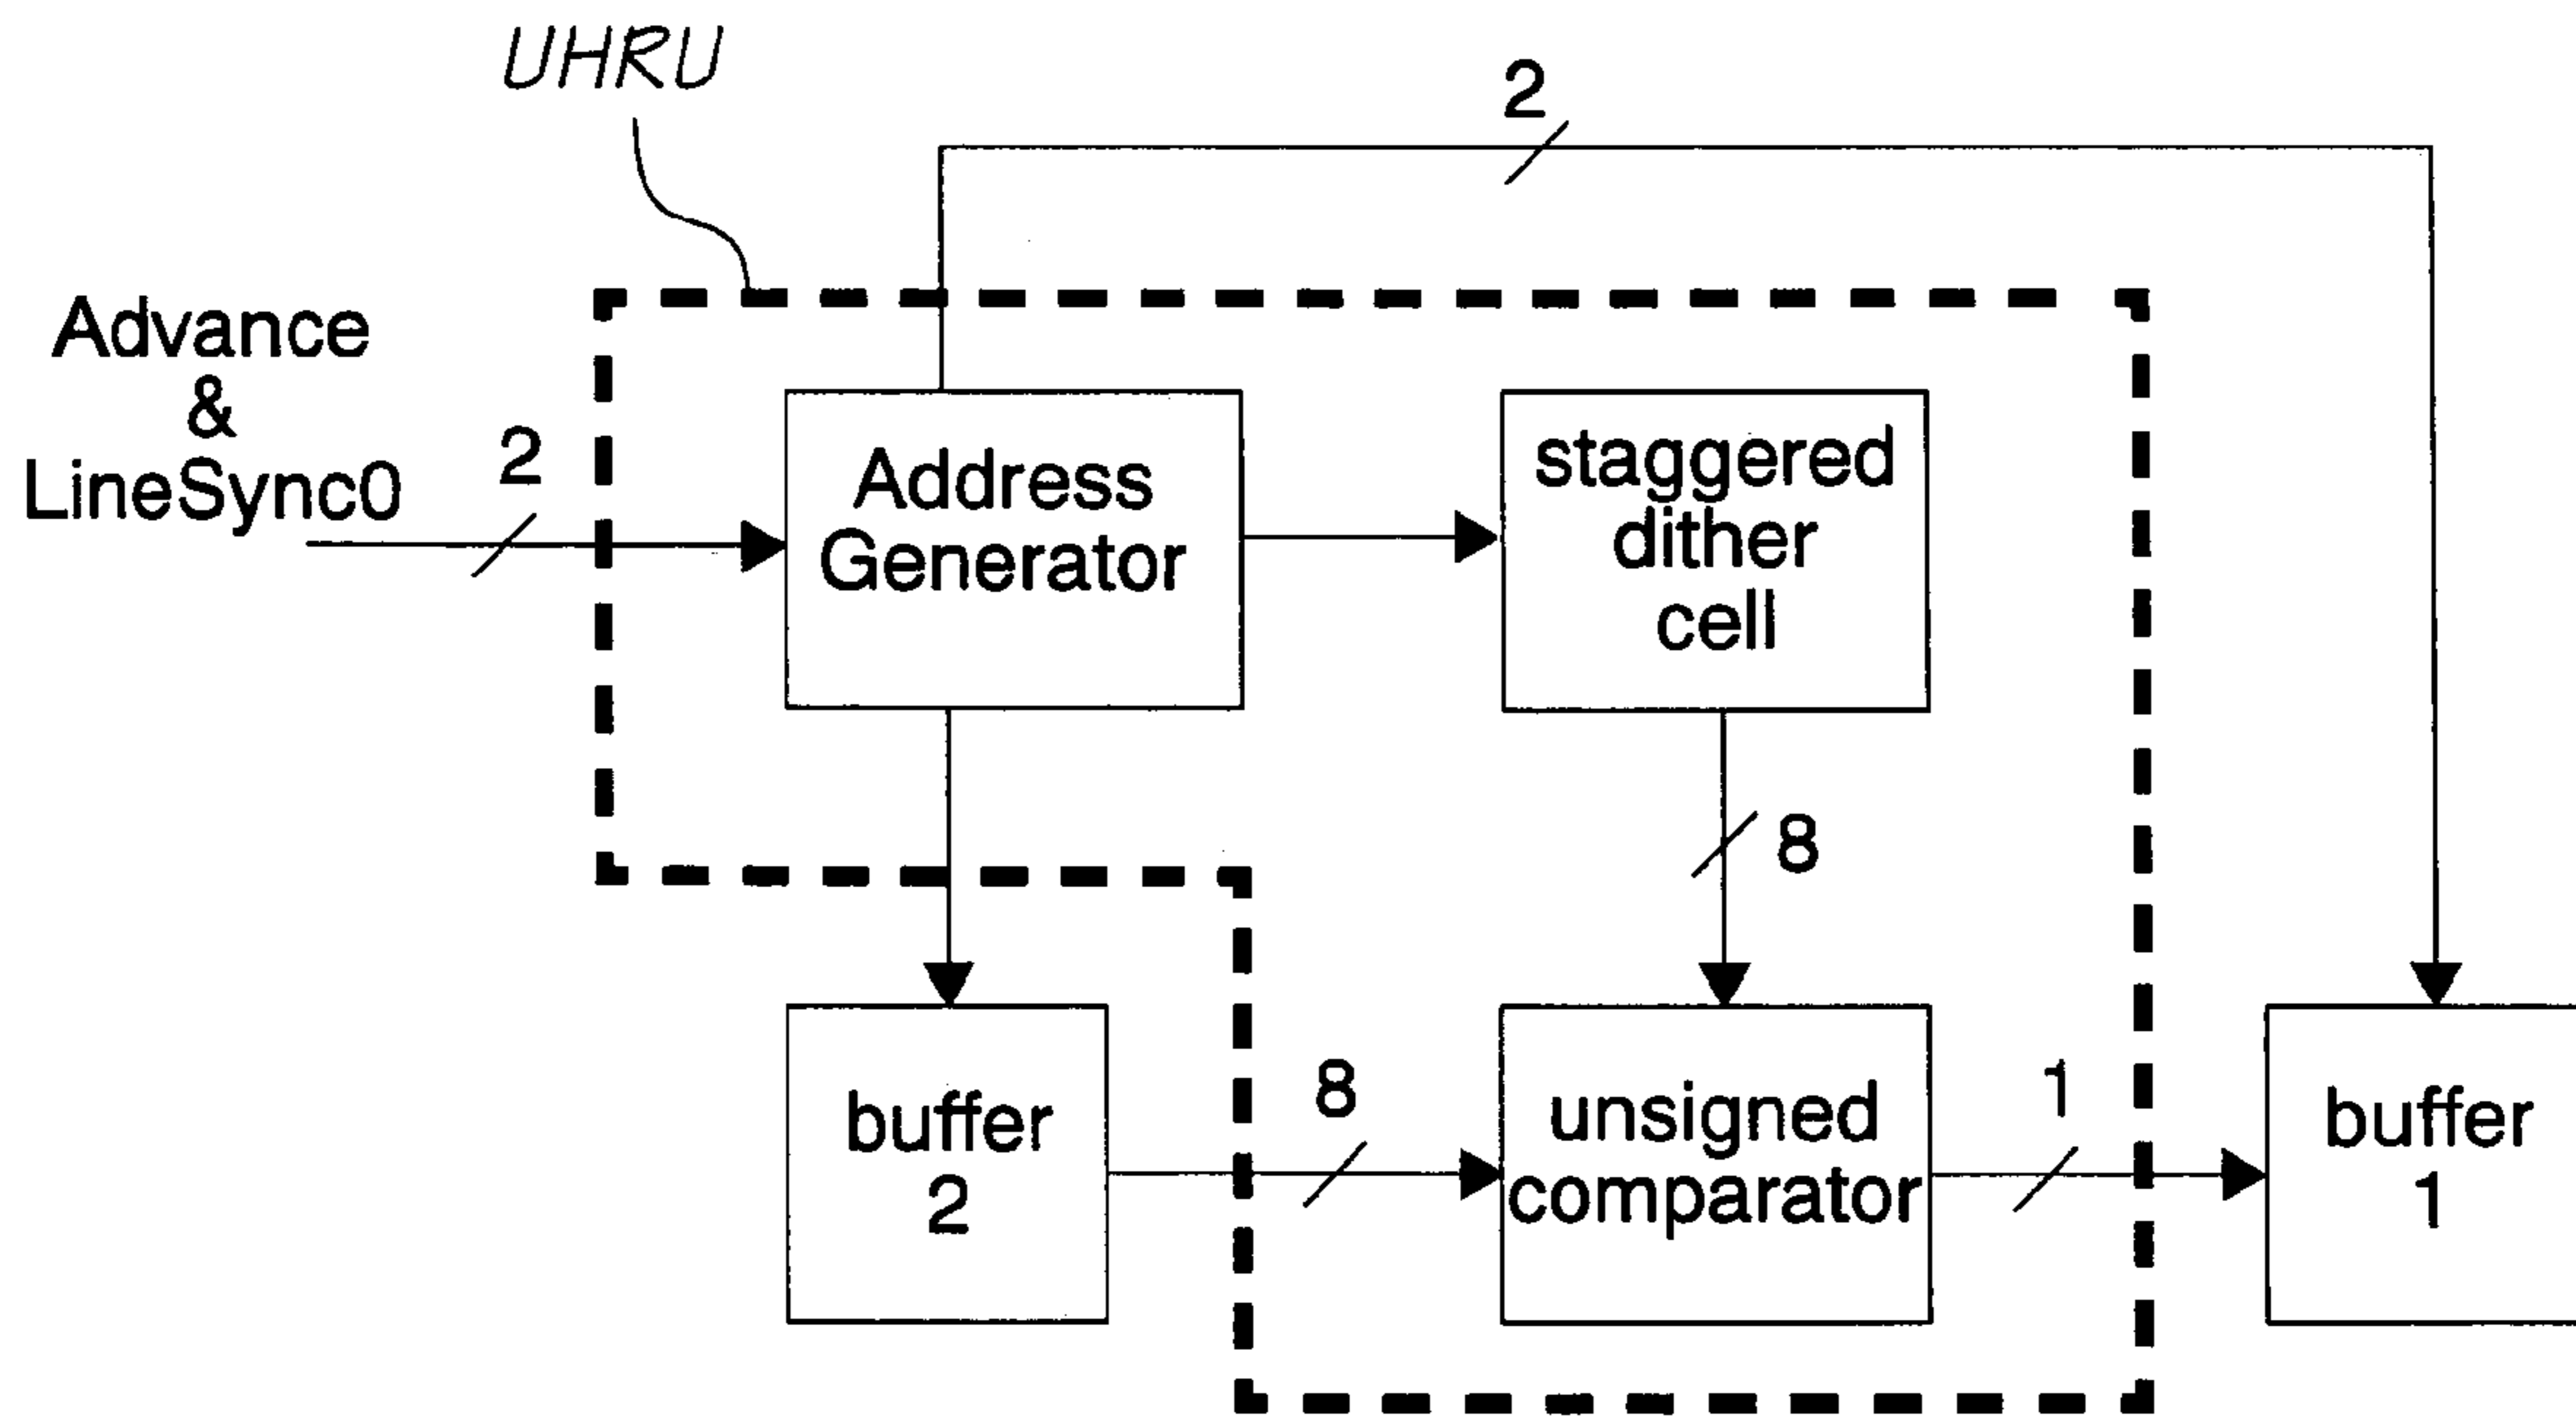 UHRU
2
Advance
&
LineSync0
2
Address
Generator
staggered
dither
cell
8
buffer
2
8
unsigned
comparator
1
buffer
1